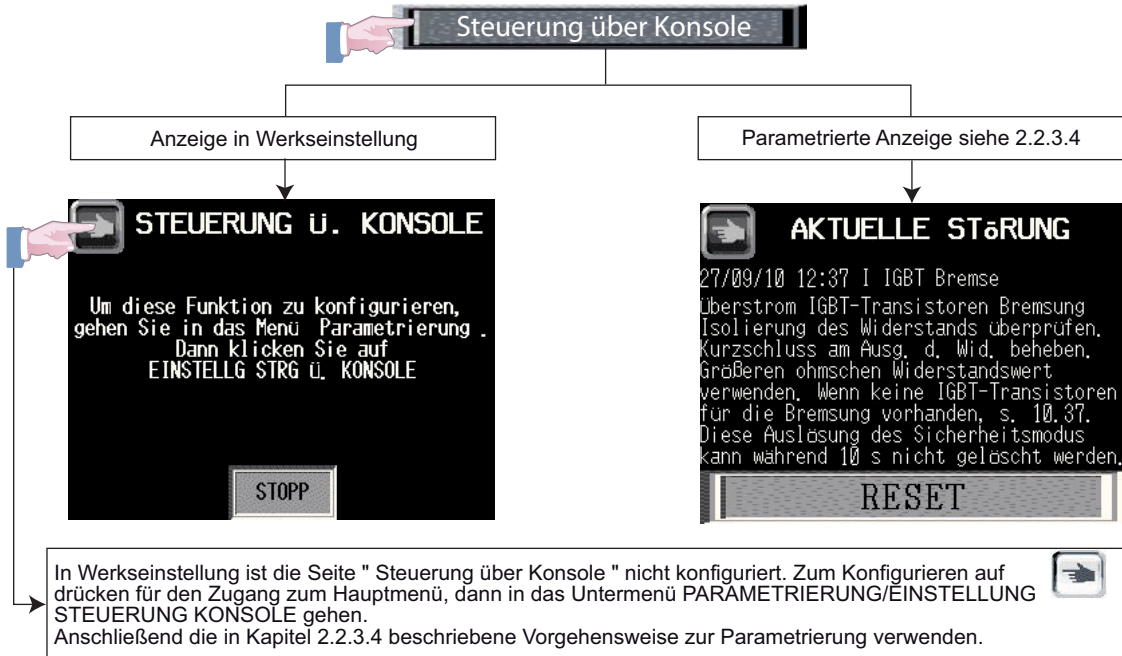 Steuerung über Konsole
Anzeige in Werkseinstellung
Parametrierte Anzeige siehe 2.2.3.4
STEUERUNG ü. KONSOLE
Um diese Funktion zu konfigurieren,
gehen Sie in das Menü Parametrierung .
Dann klicken Sie auf
EINSTELLG STRG ü. KONSOLE
STOPP
AKTUELLE STöRUNG
27/09/10 12:37 I IGBT Bremse
überstrom IGBT-Transistoren Bremsung
Isolierung des Widerstands überprüfen.
Kurzschluss am Ausg. d. Wid. beheben.
Größeren ohmschen Widerstandswert
verwenden. Wenn keine IGBT-Transistoren
für die Bremsung vorhanden, s. 10.37.
Diese Auslösung des Sicherheitsmodus
kann während 10 s nicht gelöscht werden.
RESET
In Werkseinstellung ist die Seite " Steuerung über Konsole " nicht konfiguriert. Zum Konfigurieren auf
drücken für den Zugang zum Hauptmenü, dann in das Untermenü PARAMETRIERUNG/EINSTELLUNG
STEUERUNG KONSOLE gehen.
Anschließend die in Kapitel 2.2.3.4 beschriebene Vorgehensweise zur Parametrierung verwenden.